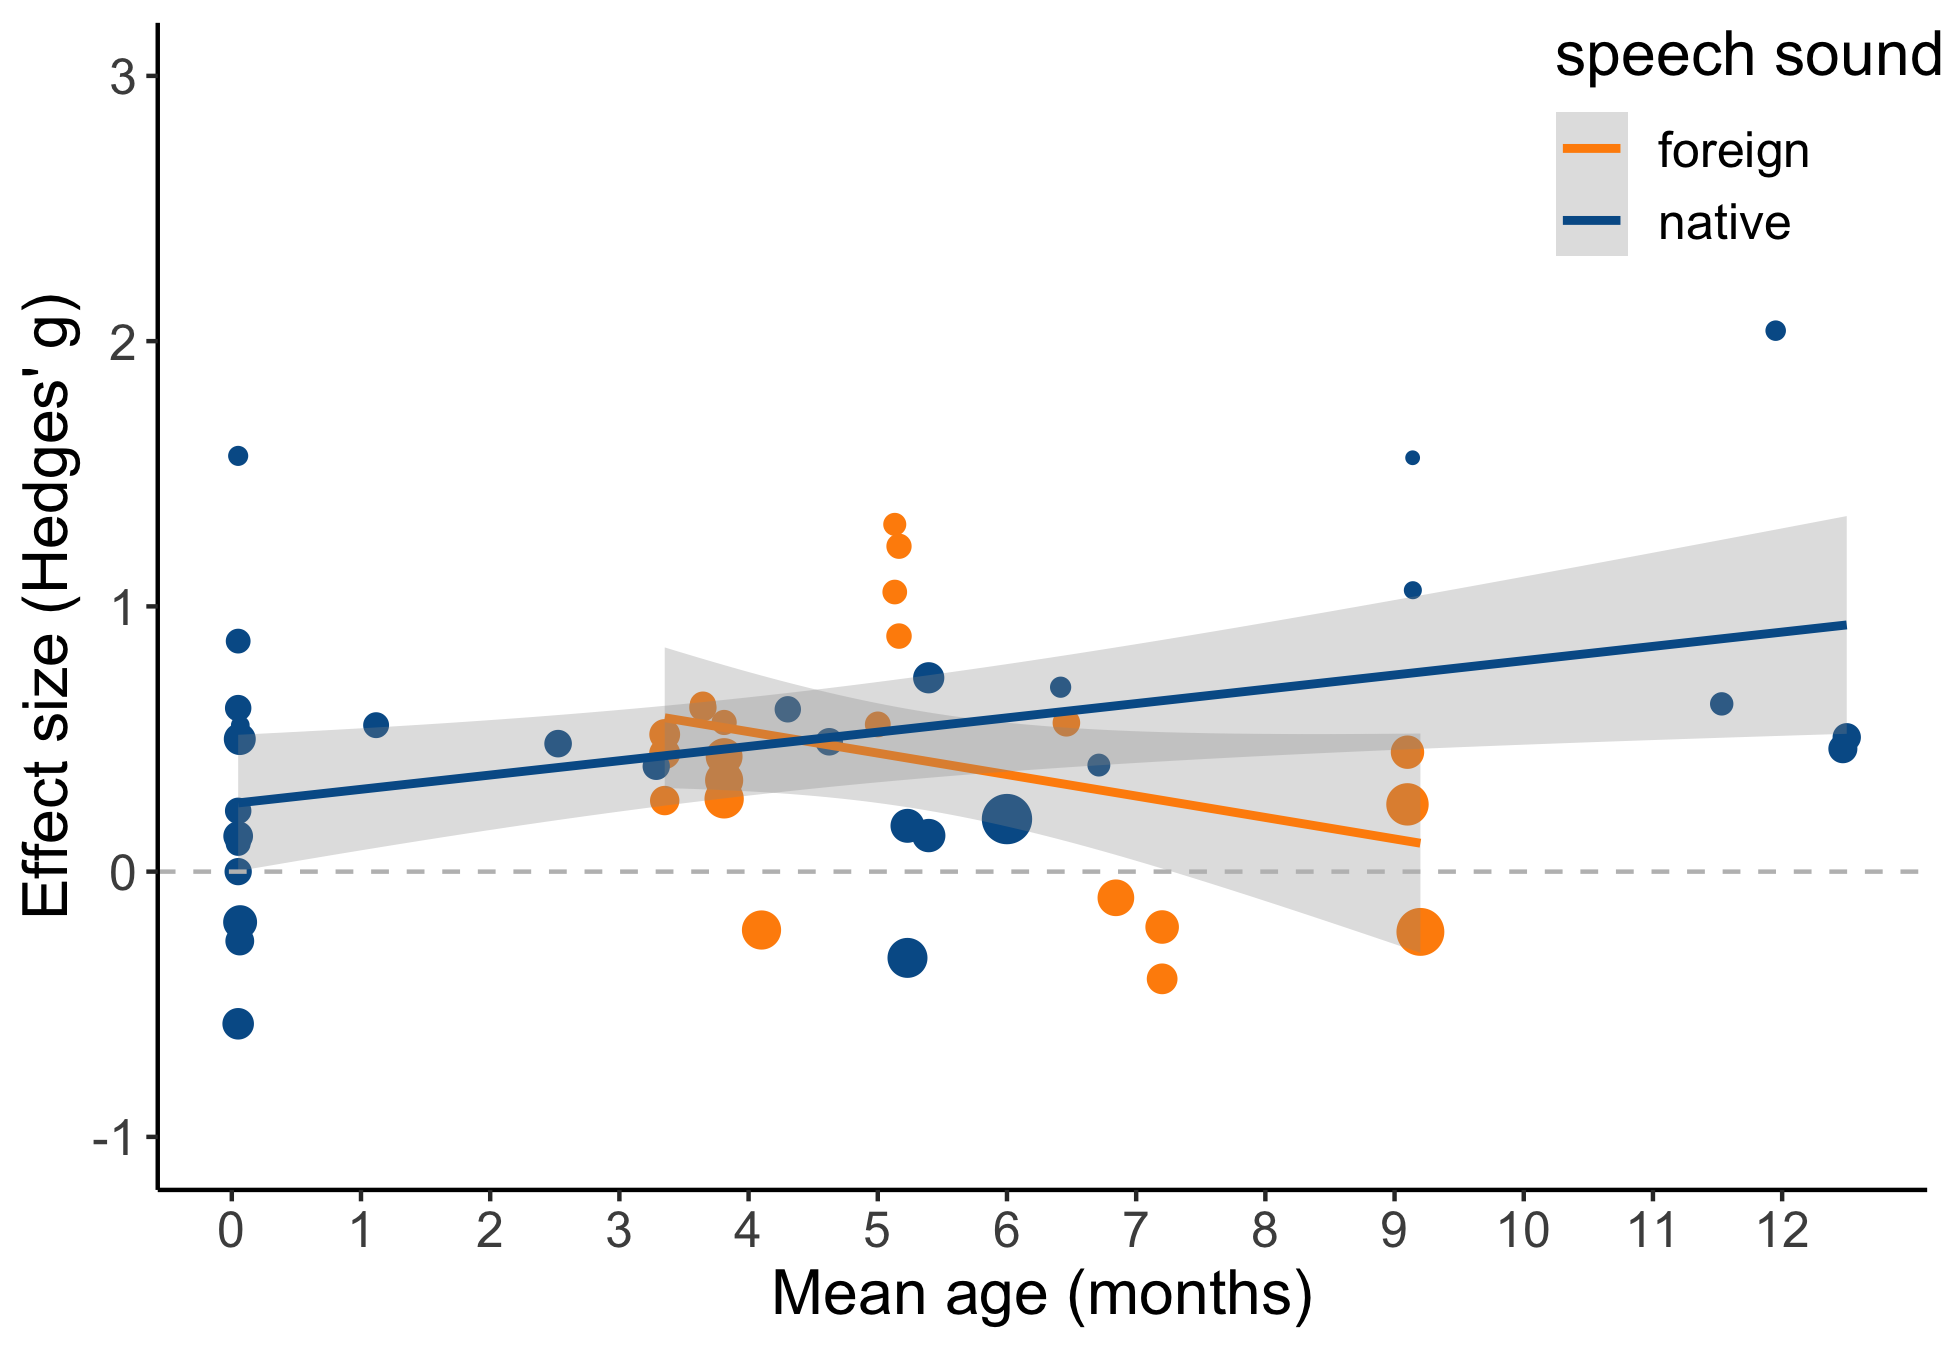 speech sound
foreign
native
Effect size (Hedges' g)
3
2
1
0
-1
0 1 2 3 4 5 6 7 8 9 10 11 12
Mean age (months)